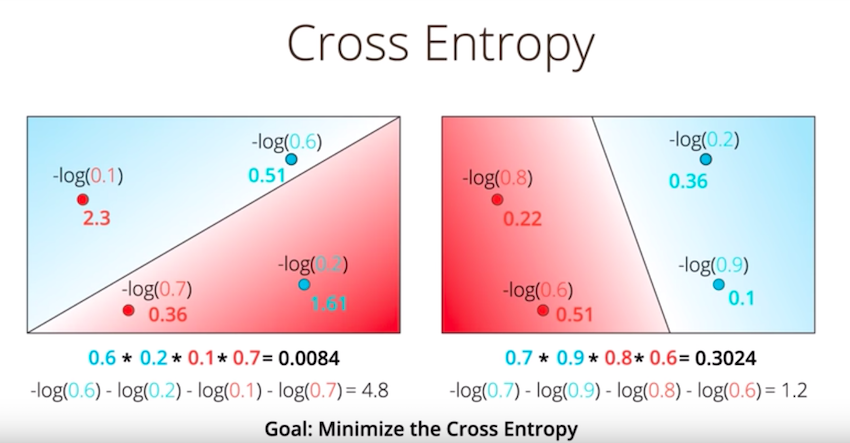 Cross Entropy
-log(0.6)
0.51
-log(0.1)
2.3
-log(0.2)
1.61
-log(0.7)
0.36
0.6 * 0.2 * 0.1 * 0.7 = 0.0084
-log(0.6) - log(0.2) - log(0.1) - log(0.7) = 4.8
-log(0.2)
0.36
-log(0.8)
0.22
-log(0.9)
0.1
-log(0.6)
0.51
0.7 * 0.9 * 0.8* 0.6= 0.3024
-log(0.7) - log(0.9) - log(0.8) - log(0.6) = 1.2
Goal: Minimize the Cross Entropy